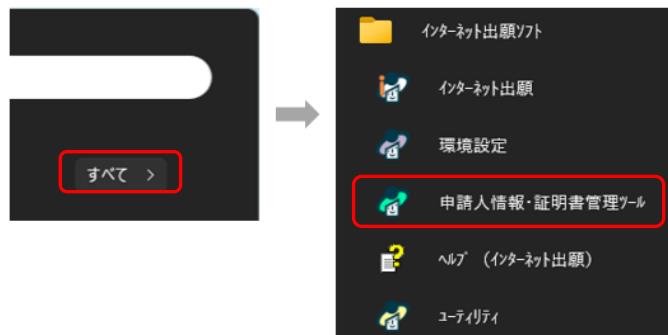 すべて >
インターネット出願ソフト
インターネット出願
環境設定
申請人情報・証明書管理ツール
ヘルプ (インターネット出願)
ユーティリティ